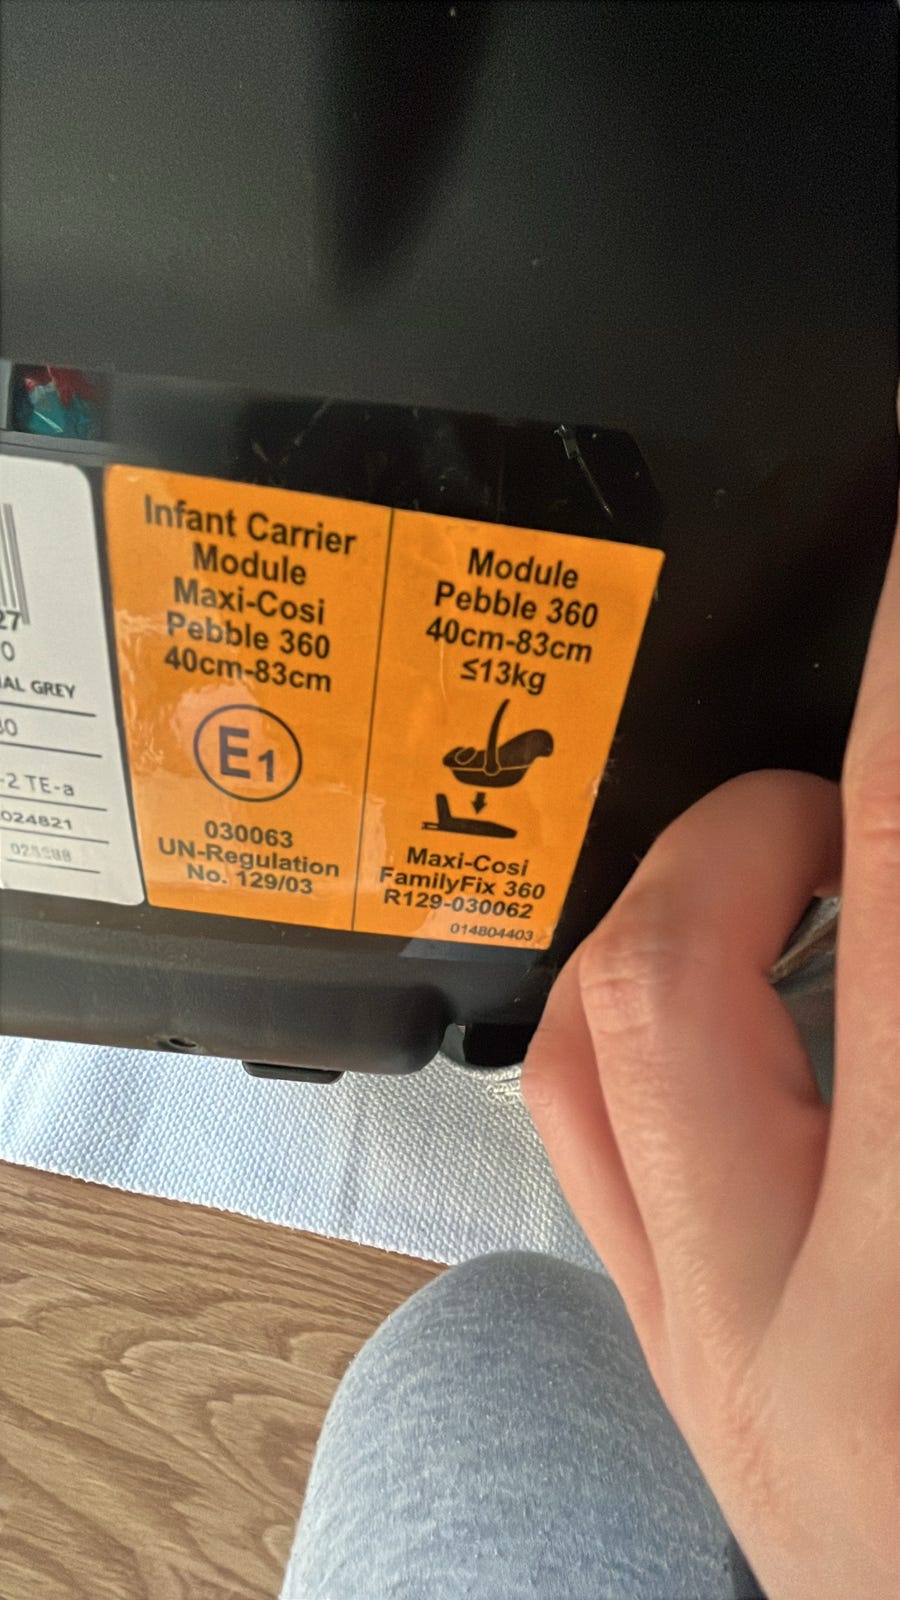 27
0
AL GREY
-2 TE-a
024821
Infant Carrier
Module
Maxi-Cosi
Pebble 360
40cm-83cm
E1
030063
UN-Regulation
No. 129/03
Module
Pebble 360
40cm-83cm
≤13kg
Maxi-Cosi
FamilyFix 360
R129-030062
014804403